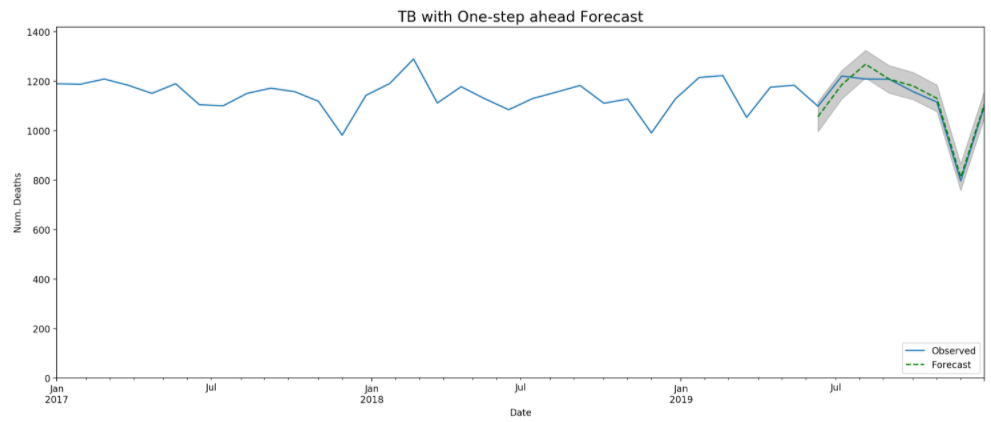 TB with One-step ahead Forecast
1400
1200
1000
800
600
400
200
0
Num. Deaths
Jan
2017
Jul
Jan
2018
Jul
Jan
2019
Jul
Date
Observed
Forecast